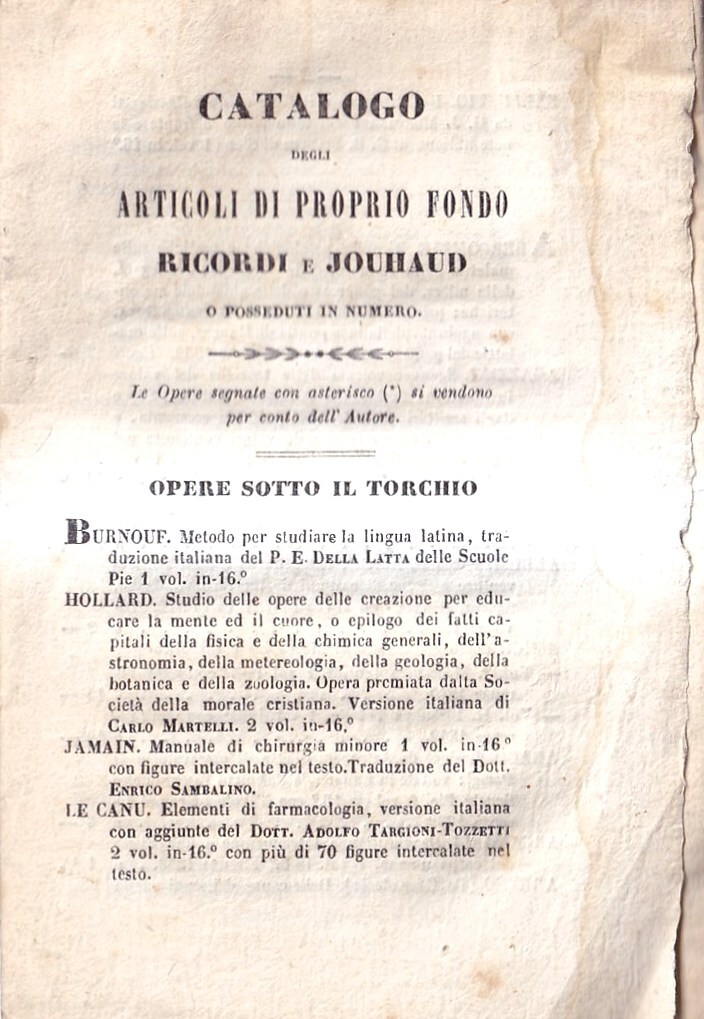 CATALOGO
DEGLI
ARTICOLI DI PROPRIO FONDO
RICORDI E JOUHAUD
O POSSEDUTI IN NUMERO.
Le Opere segnate con asterisco (*) si vendono
per conto dell' Autore.
OPERE SOTTO IL TORCHIO
BURNOUF. Metodo per studiare la lingua latina, tra-
duzione italiana del P. E. DELLA LATTA delle Scuole
Pie 1 vol. in-16.º
HOLLARD. Studio delle opere delle creazione per edu-
care la mente ed il cuore, o epilogo dei fatti ca-
pitali della fisica e della chimica generali, dell'a-
stronomia, della metereologia, della geologia, della
botanica e della zoologia. Opera premiata dalta So-
cietà della morale cristiana. Versione italiana di
CARLO MARTELLI. 2 vol. in-16,º
JAMAIN. Manuale di chirurgia minore 1 vol. in-16º
con figure intercalate nel testo.Traduzione del Dott.
ENRICO SAMBALINO.
LE CANU. Elementi di farmacologia, versione italiana
con aggiunte del DOTT. ADOLFO TARGIONI-TOZZETTI
2 vol. in-16.º con più di 70 figure intercalate nel
testo.